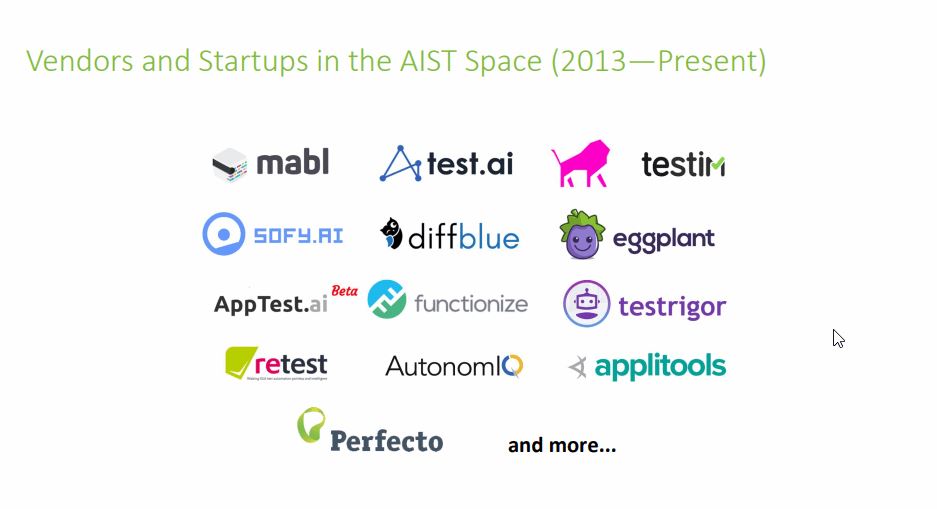 Vendors and Startups in the AIST Space (2013—Present)
mabl test.ai testim
SOFY.AI diffblue eggplant
AppTest.ai Beta functionize testrigor
retest AutonomIQ applitools
Perfecto and more...